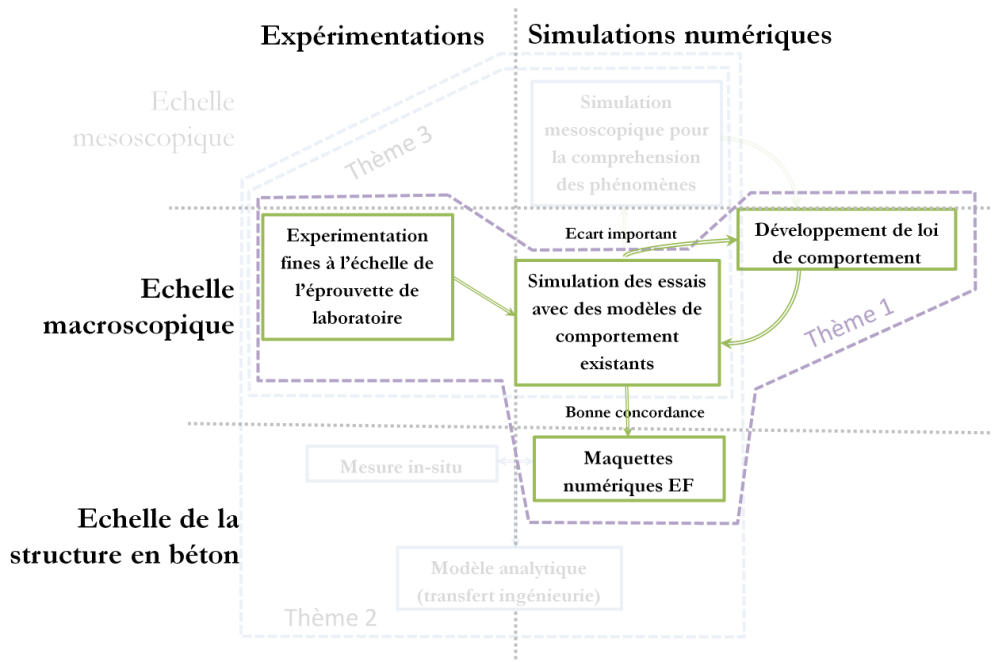 Expérimentations
Simulations numériques
Echelle
mesoscopique
Simulation
mesoscopique pour
la comprehension
des phénomènes
Thème 3
Ecart important
Experimentation
fines à l'échelle de
l'éprouvette de
laboratoire
Développement de loi
de comportement
Echelle
macroscopique
Simulation des essais
avec des modèles de
comportement
existants
Thème 1
Bonne concordance
Mesure in-situ
Maquettes
numériques EF
Echelle de la
structure en béton
Modèle analytique
(transfert ingénieurie)
Thème 2